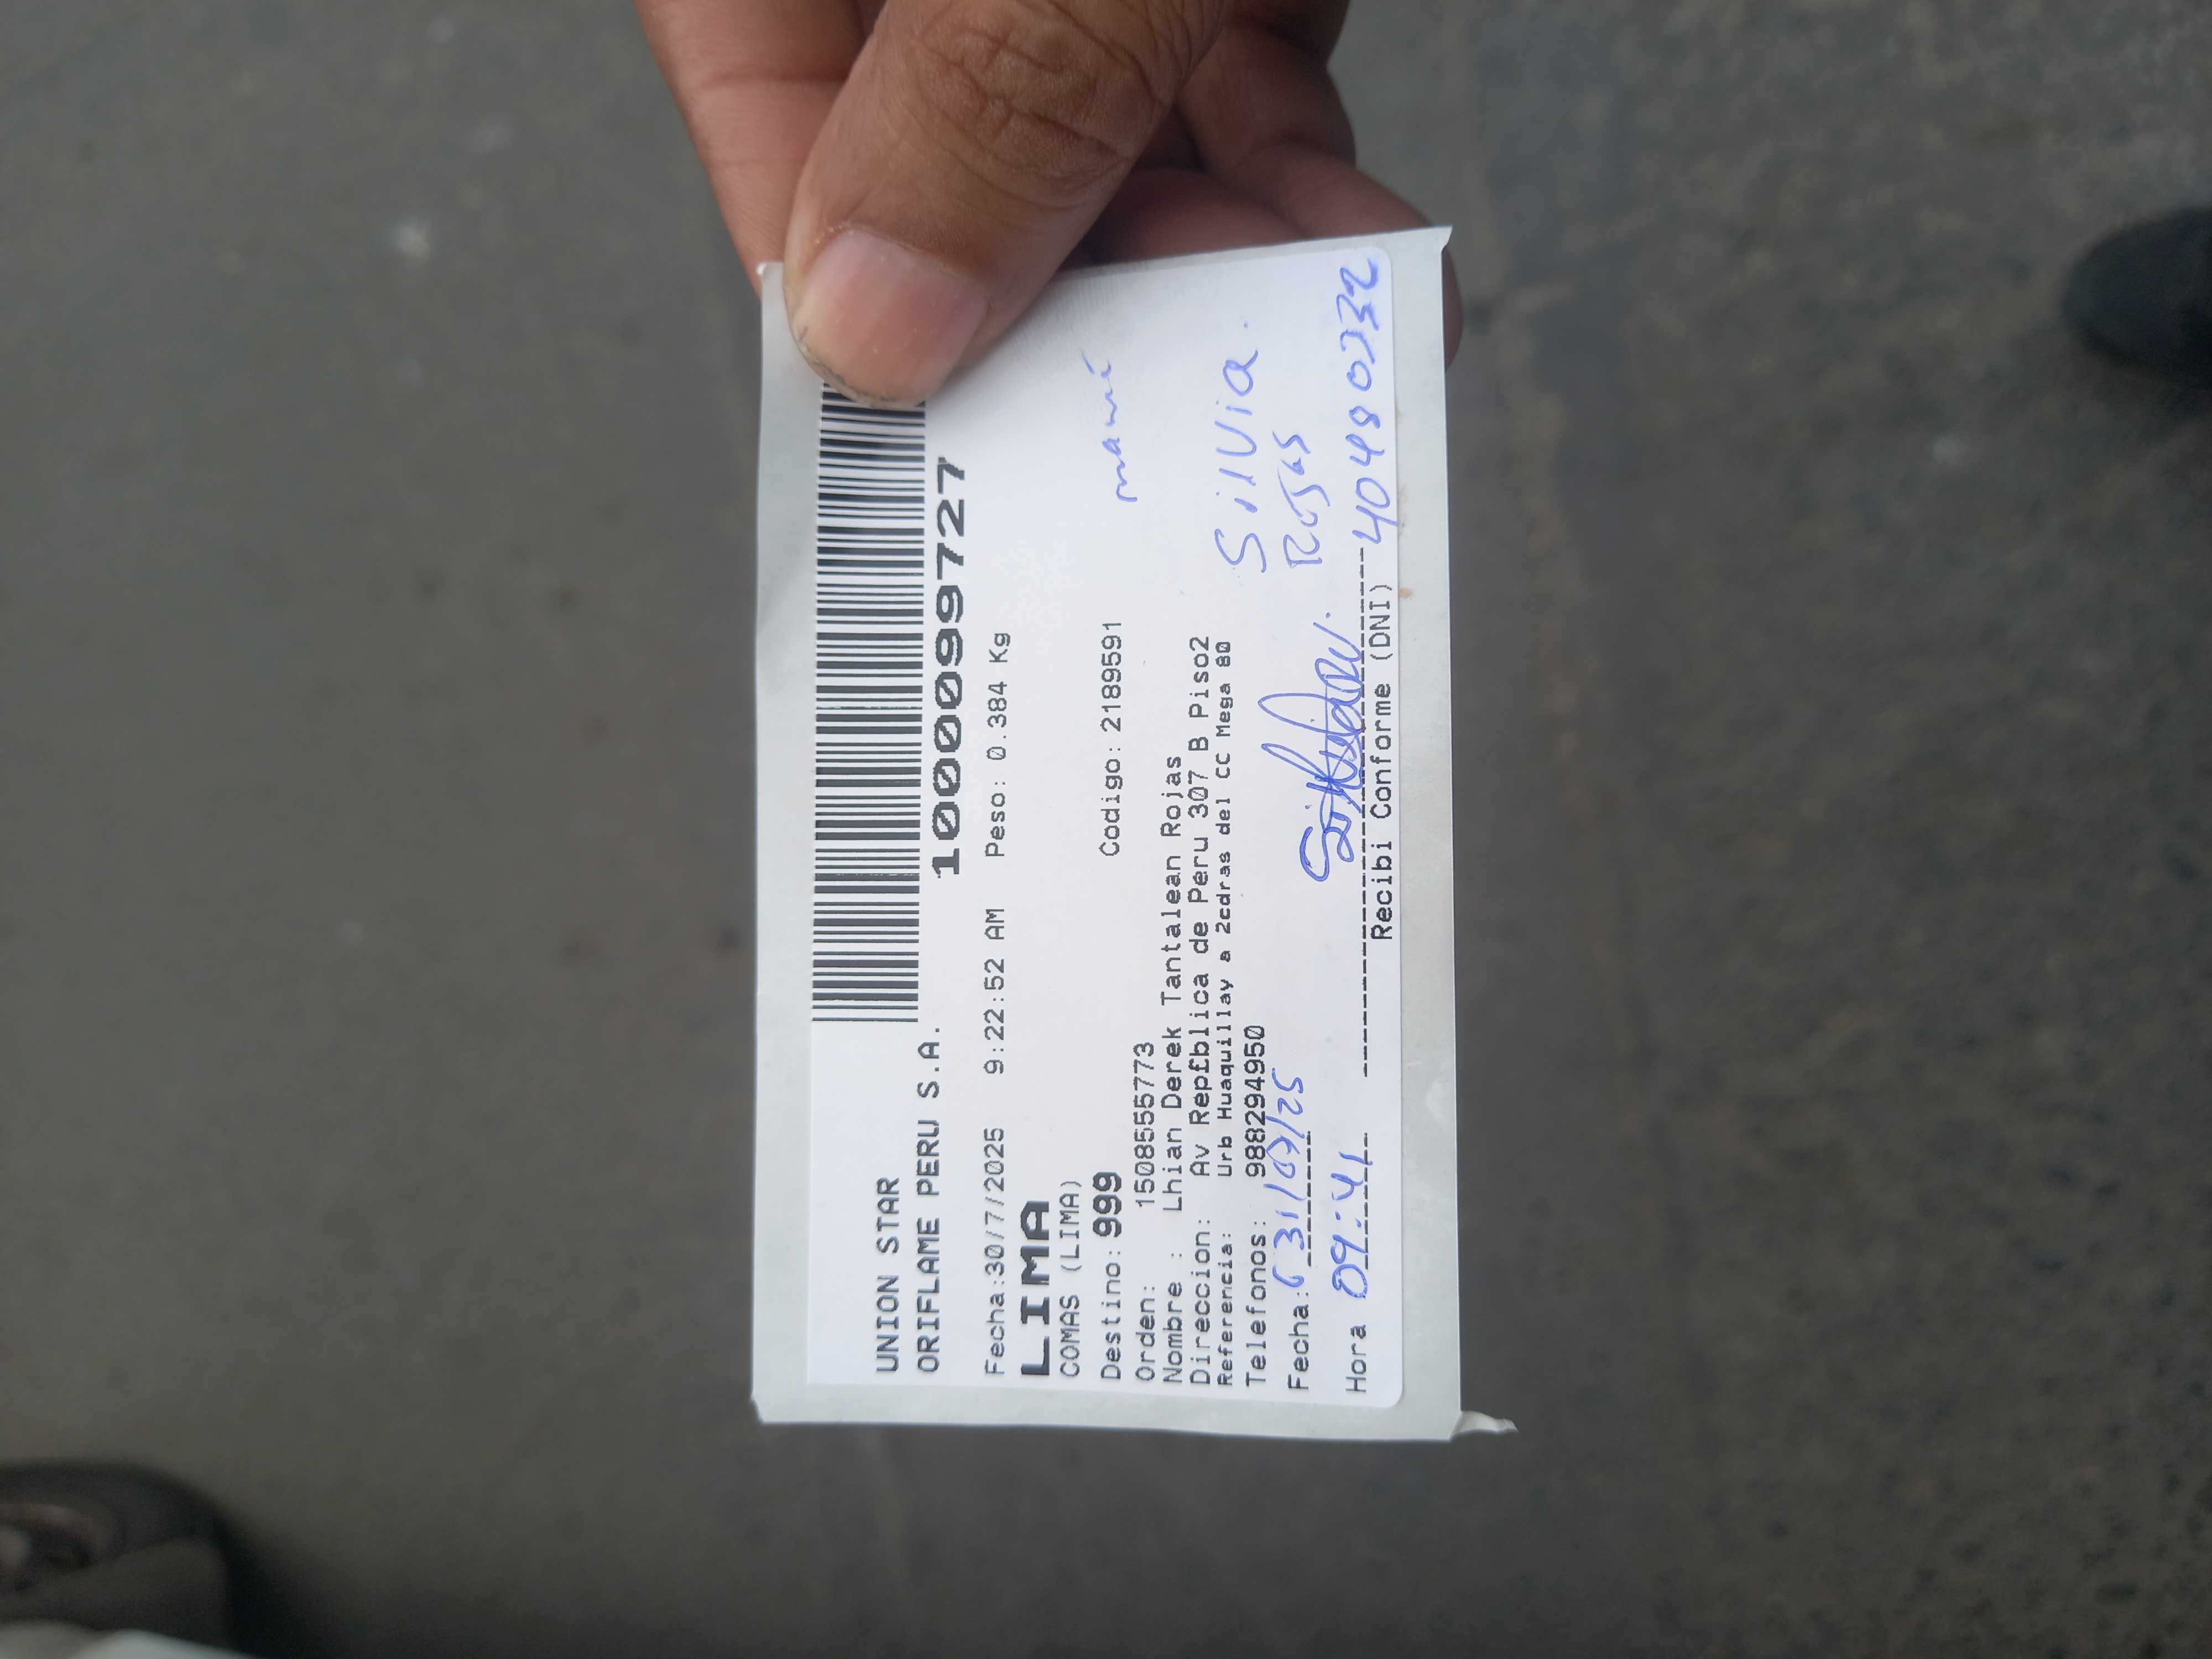 UNION STAR
ORIFLAME PERU S.A.
1000099727
Fecha:30/7/2025 9:22:52 AM Peso: 0.384 Kg
LIMA
COMAS (LIMA)
Destino: 999 Codigo: 2189591
mamá
Orden: 150855773
Nombre : Lhian Derek Tantalean Rojas
Direccion: Av Rep£blica de Peru 307 B Piso2
Referencia: Urb Huaquillay a 2cdras del CC Mega 80
Telefonos: 988294950
Silvia.
Rojas
Fecha: 31/07/25
Hora 09:41
40480732
Recibi Conforme (DNI)